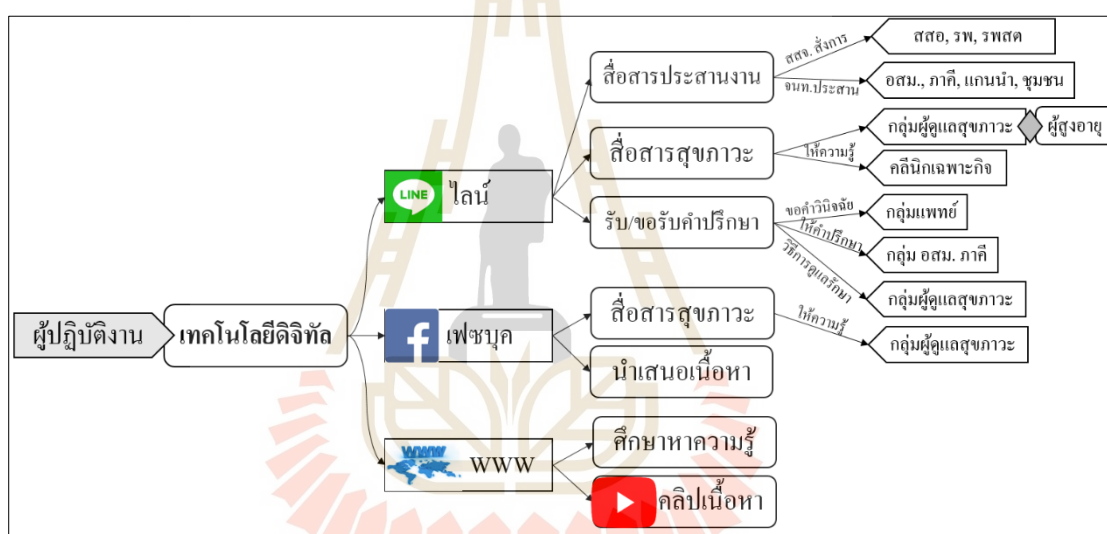 ผู้ปฏิบัติงาน
เทคโนโลยีดิจิทัล
LINE ไลน์
สื่อสารประสานงาน
สสจ. สั่งการ
สสอ, รพ, รพสต
จนท.ประสาน
อสม., ภาคี, แกนนำ, ชุมชน
สื่อสารสุขภาวะ
ให้ความรู้
กลุ่มผู้ดูแลสุขภาวะ
ผู้สูงอายุ
คลีนิกเฉพาะกิจ
รับ/ขอรับคำปรึกษา
ขอคำวินิจฉัย
กลุ่มแพทย์
ให้คำปรึกษา
กลุ่ม อสม. ภาคี
วิธีการดูแลรักษา
กลุ่มผู้ดูแลสุขภาวะ
f เฟซบุค
สื่อสารสุขภาวะ
ให้ความรู้
กลุ่มผู้ดูแลสุขภาวะ
นำเสนอเนื้อหา
WWW WWW
ศึกษาหาความรู้
คลิปเนื้อหา